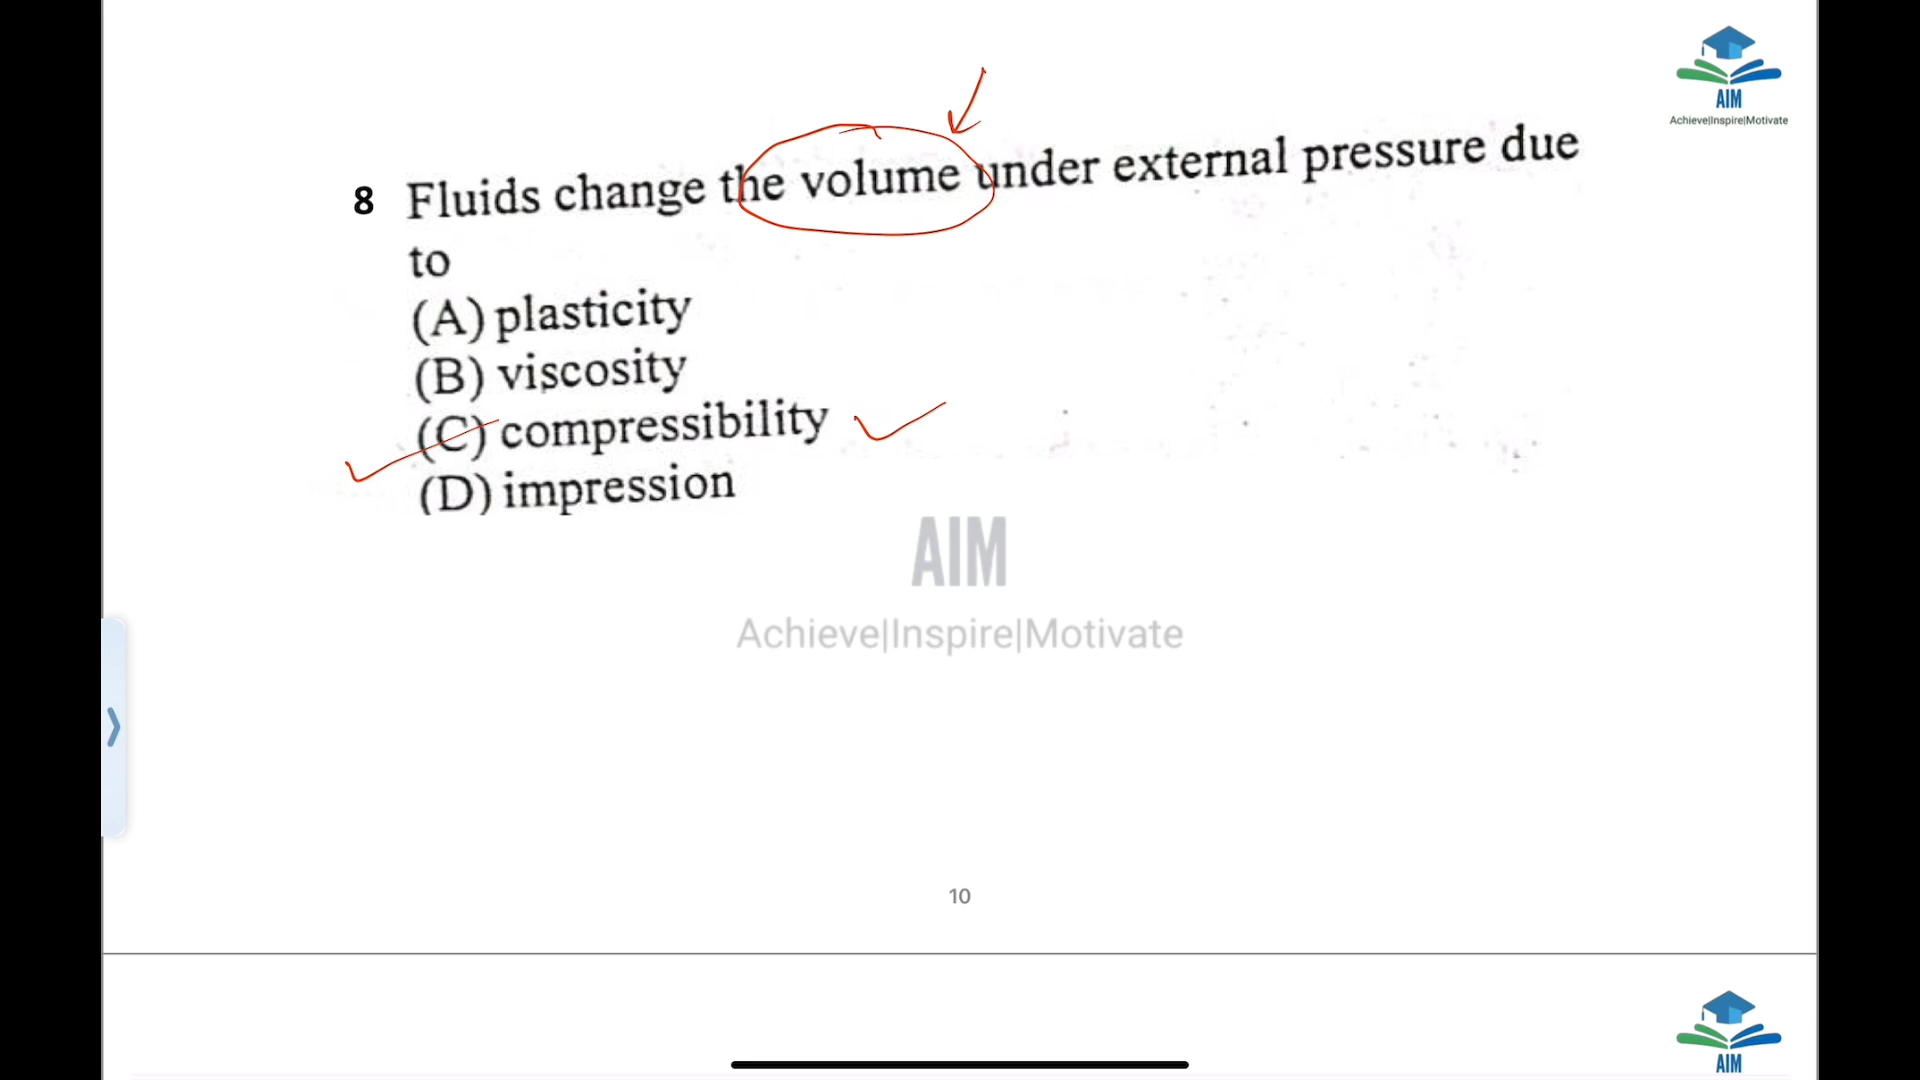 AIM
Achieve|Inspire|Motivate
8 Fluids change the volume under external pressure due
to
(A) plasticity
(B) viscosity
(C) compressibility
(D) impression
AIM
Achieve|Inspire|Motivate
10
AIM